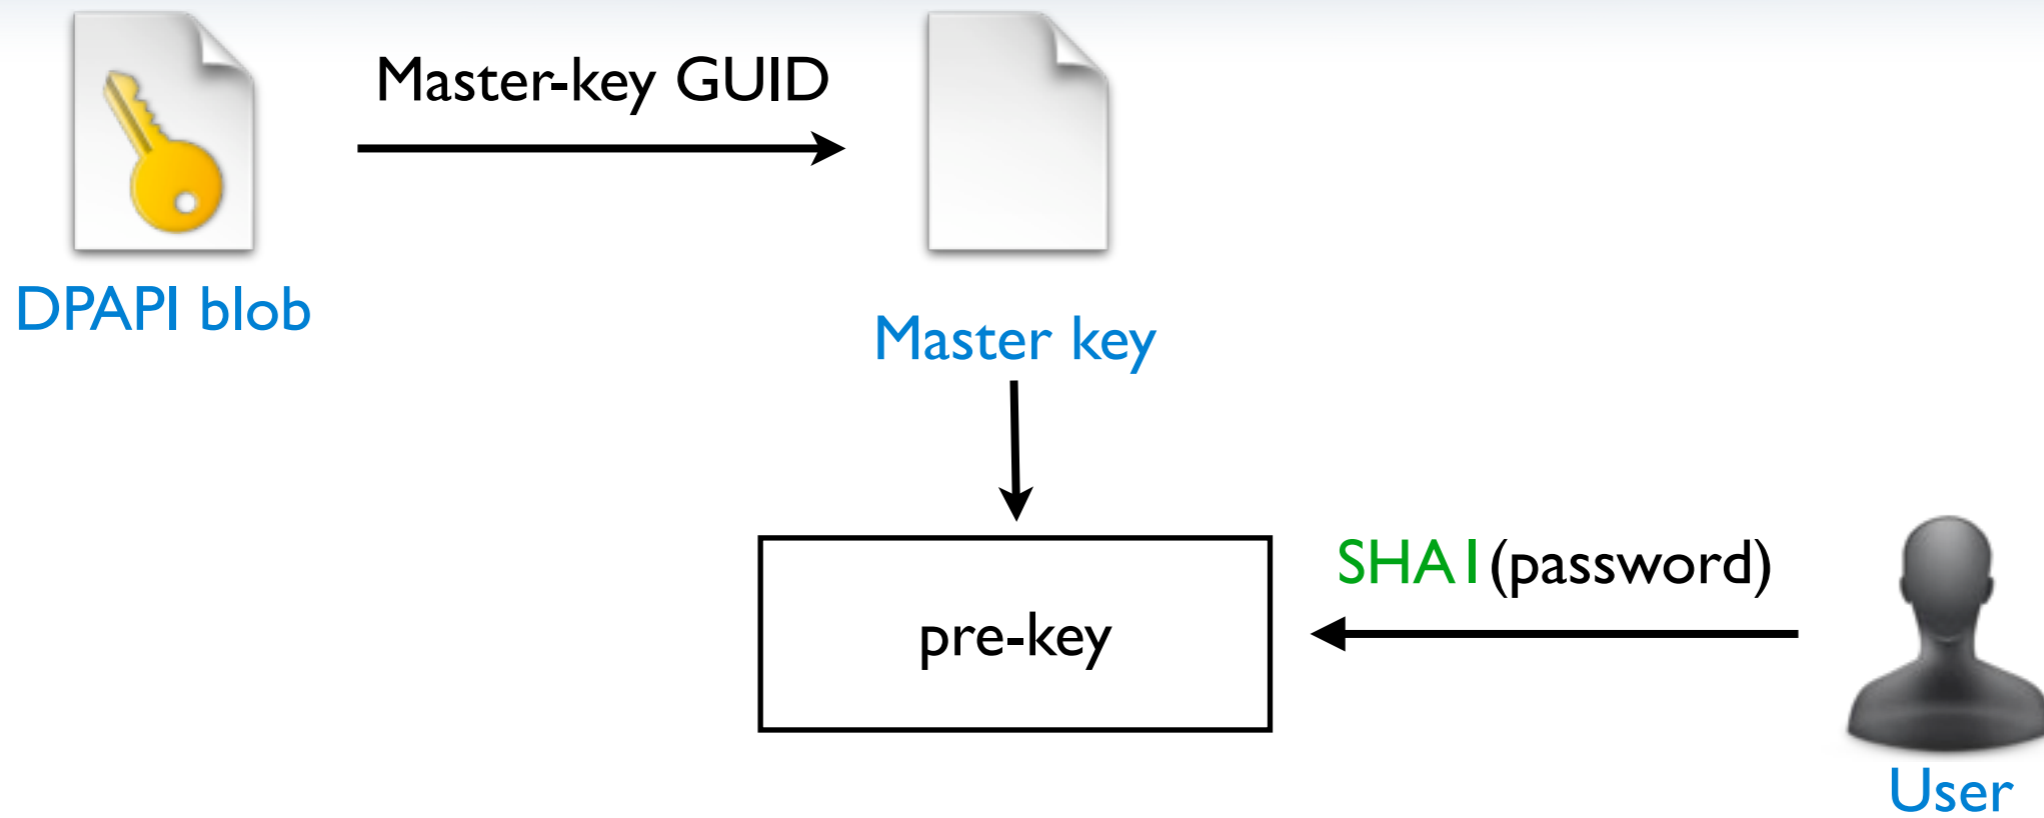 Master-key GUID
DPAPI blob
Master key
SHA1(password)
pre-key
User